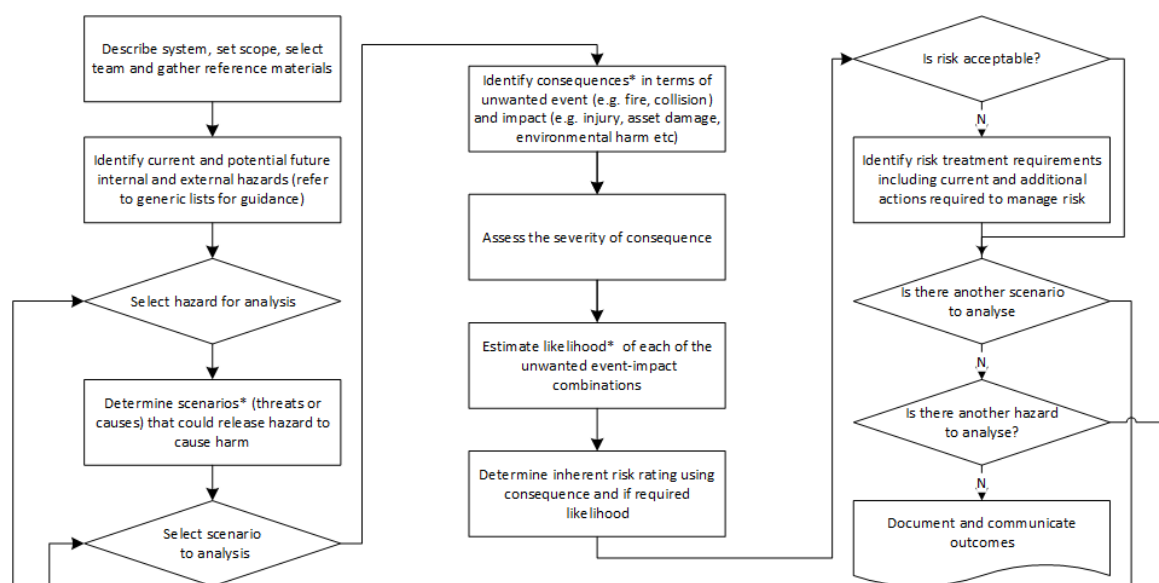 Describe system, set scope, select
team and gather reference materials
Identify current and potential future
internal and external hazards (refer
to generic lists for guidance)
Select hazard for analysis
Determine scenarios* (threats or
causes) that could release hazard to
cause harm
Select scenario
to analysis
Identify consequences* in terms of
unwanted event (e.g. fire, collision)
and impact (e.g. injury, asset damage,
environmental harm etc)
Assess the severity of consequence
Estimate likelihood* of each of the
unwanted event-impact
combinations
Determine inherent risk rating using
consequence and if required
likelihood
Is risk acceptable?
N
Identify risk treatment requirements
including current and additional
actions required to manage risk
Is there another scenario
to analyse
N
Is there another hazard
to analyse?
N
Document and communicate
outcomes